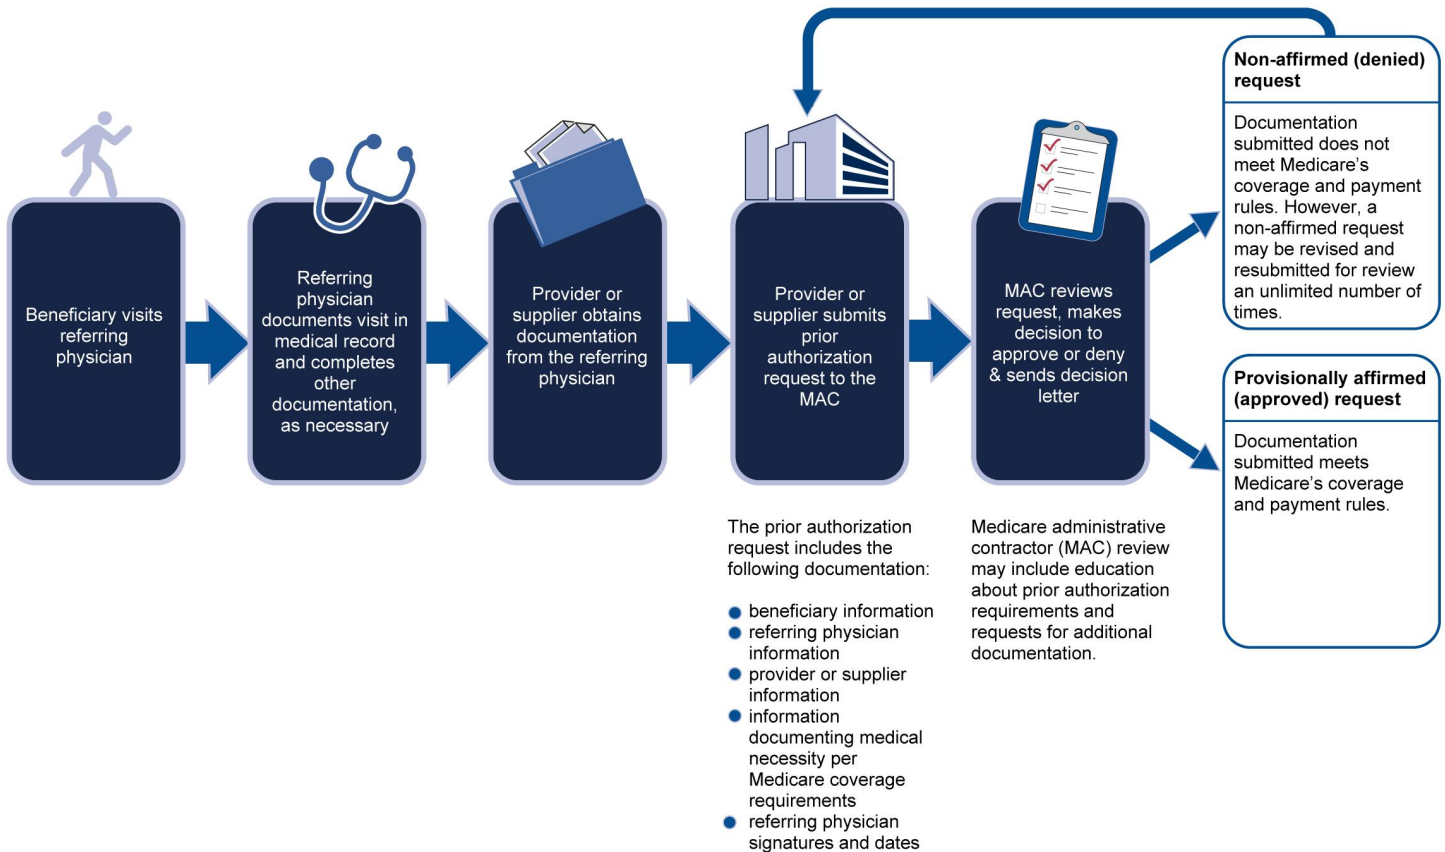 Beneficiary visits
referring
physician
Referring
physician
documents visit in
medical record
and completes
other
documentation,
as necessary
Provider or
supplier obtains
documentation
from the referring
physician
Provider or
supplier submits
prior
authorization
request to the
MAC
The prior authorization
request includes the
following documentation:
beneficiary information
referring physician
information
provider or supplier
information
information
documenting medical
necessity per
Medicare coverage
requirements
referring physician
signatures and dates
MAC reviews
request, makes
decision to
approve or deny
& sends decision
letter
Medicare administrative
contractor (MAC) review
may include education
about prior authorization
requirements and
requests for additional
documentation.
Non-affirmed (denied)
request
Documentation
submitted does not
meet Medicare’s
coverage and payment
rules. However, a
non-affirmed request
may be revised and
resubmitted for review
an unlimited number of
times.
Provisionally affirmed
(approved) request
Documentation
submitted meets
Medicare’s coverage
and payment rules.